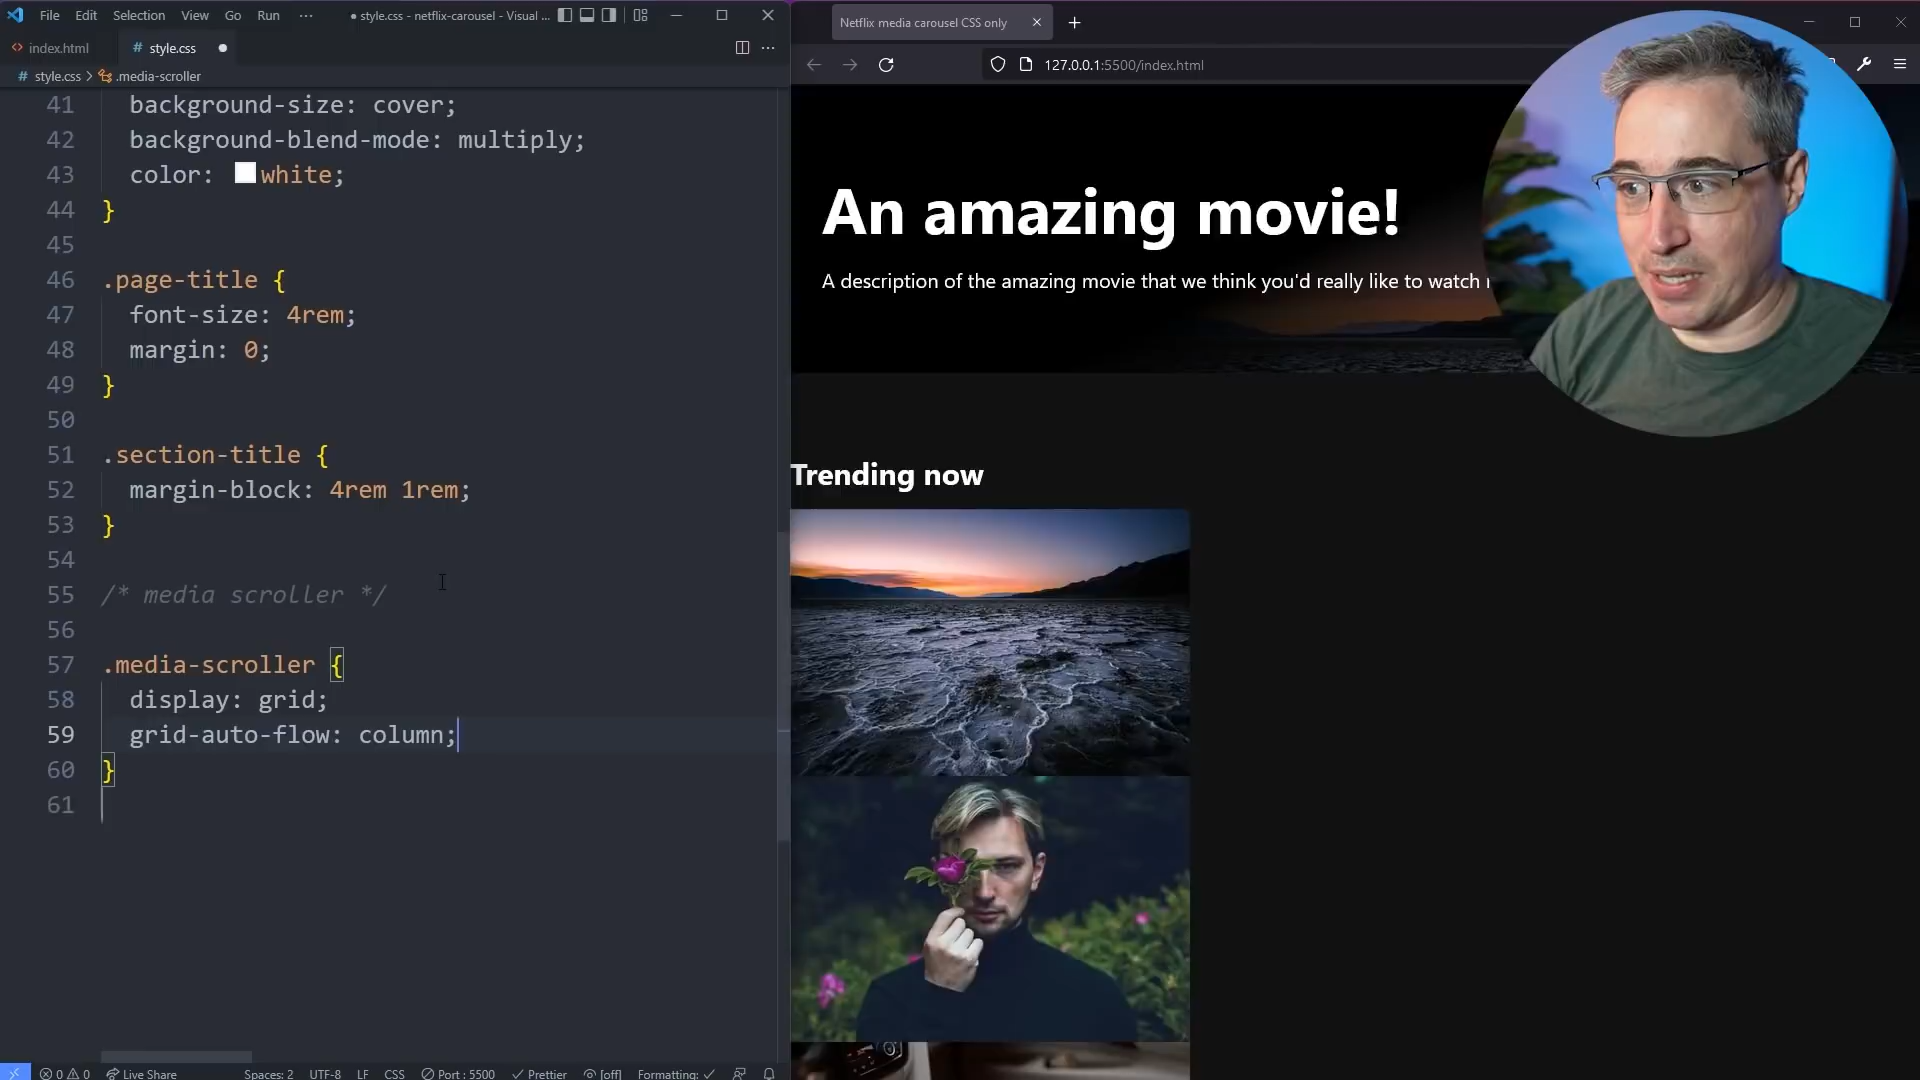 File Edit Selection View Go Run ··· ● style.css - netflix-carousel - Visual ...
index.html
# style.css ●
# style.css > .media-scroller
41 background-size: cover;
42 background-blend-mode: multiply;
43 color: white;
44 }
45
46 .page-title {
47 font-size: 4rem;
48 margin: 0;
49 }
50
51 .section-title {
52 margin-block: 4rem 1rem;
53 }
54
55 /* media scroller */
56
57 .media-scroller {
58 display: grid;
59 grid-auto-flow: column;
60 }
61
0 0 Live Share Spaces: 2 UTF-8 LF CSS Port : 5500 Prettier [off] Formatting:
Netflix media carousel CSS only
127.0.0.1:5500/index.html
An amazing movie!
A description of the amazing movie that we think you'd really like to watch
Trending now